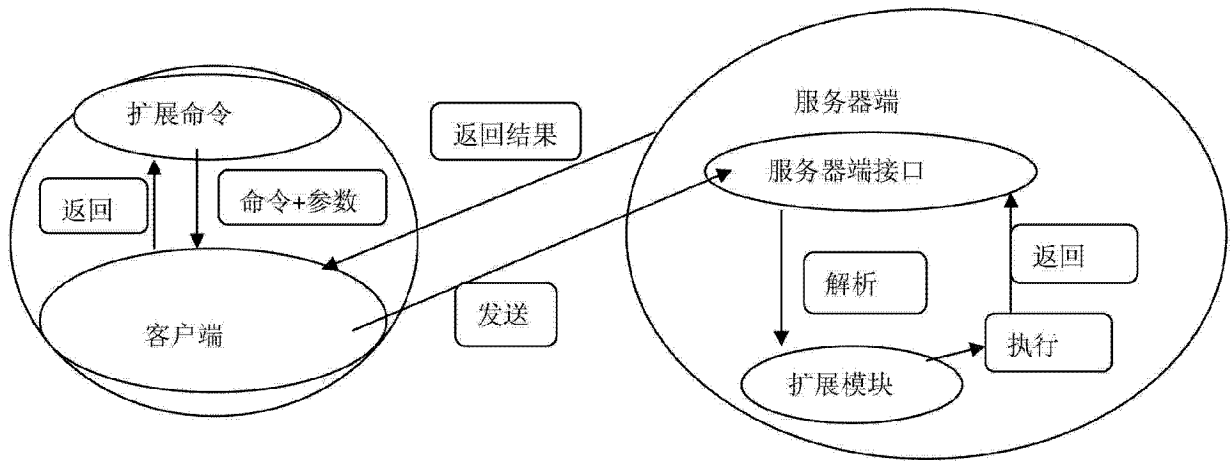 扩展命令
返回
命令+参数
客户端
返回结果
发送
服务器端
服务器端接口
解析
返回
执行
扩展模块